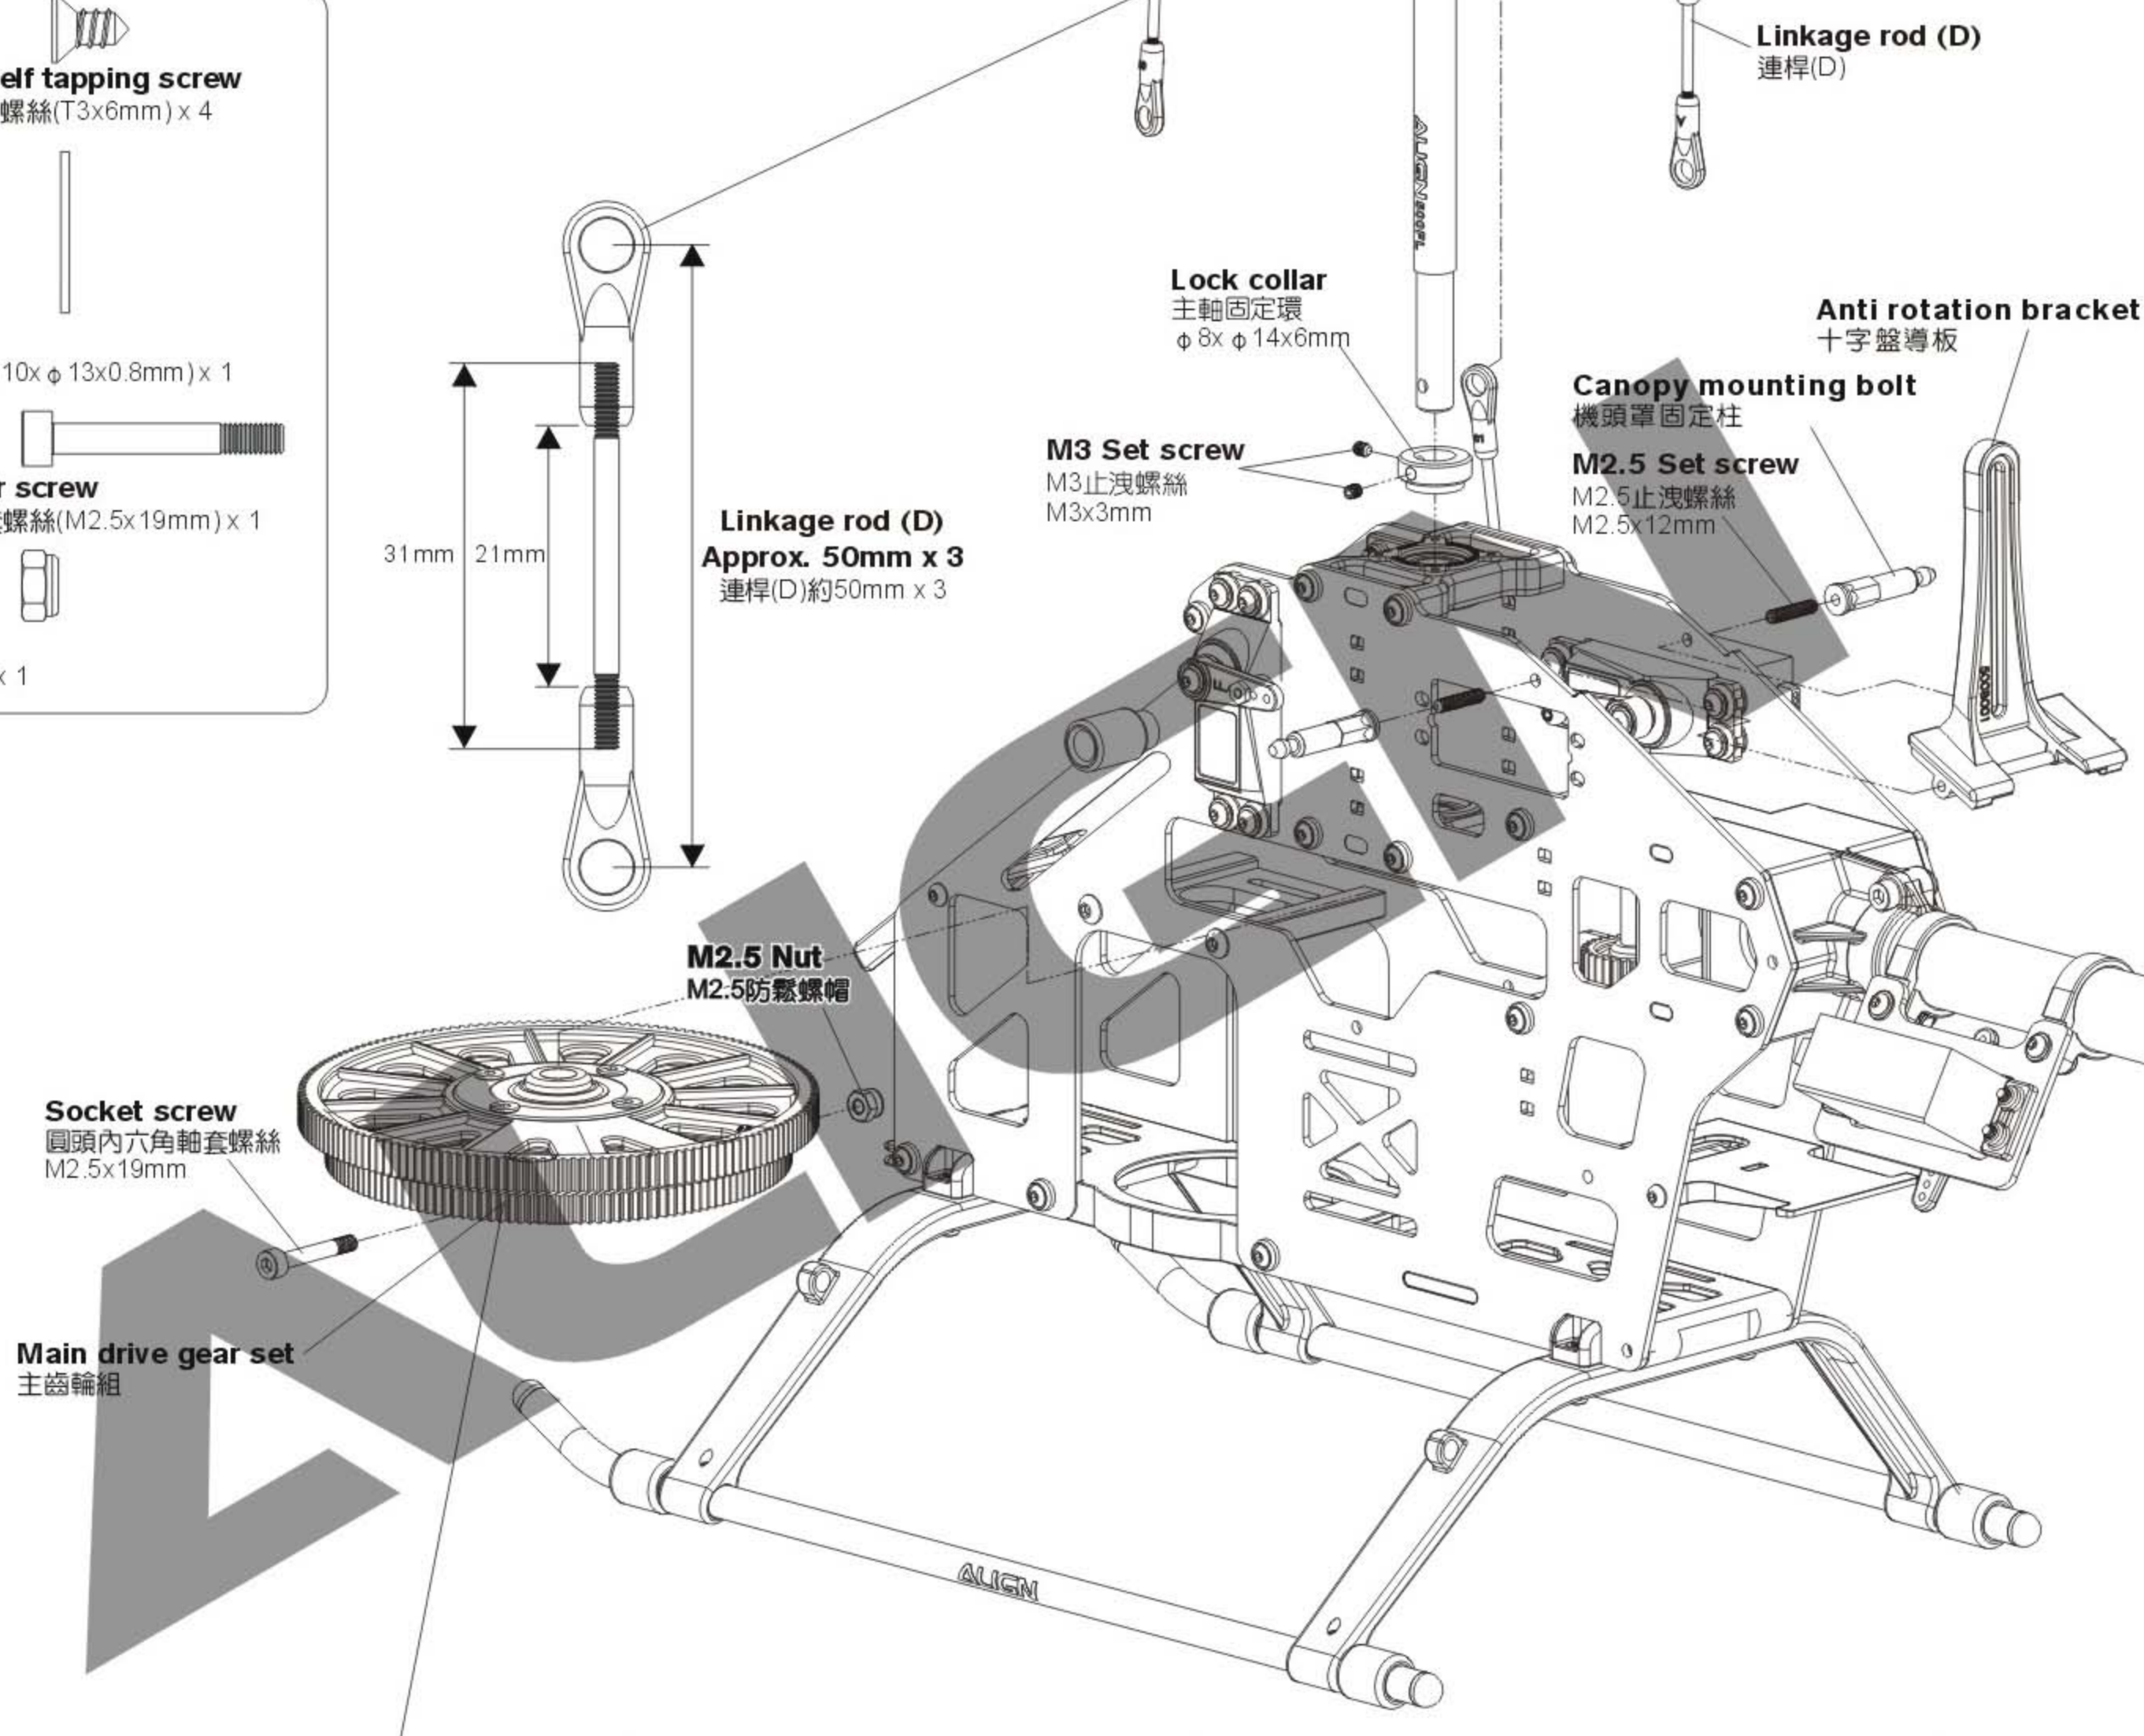 elf tapping screw
螺絲(T3x6mm) x 4
10x ϕ 13x0.8mm) x 1
r screw
螺絲(M2.5x19mm) x 1
x 1
31mm
21mm
Linkage rod (D)
Approx. 50mm x 3
連桿(D)約50mm x 3
Linkage rod (D)
連桿(D)
ALIGN 500EFL
Lock collar
主軸固定環
ϕ 8x ϕ 14x6mm
M3 Set screw
M3止洩螺絲
M3x3mm
Anti rotation bracket
十字盤導板
Canopy mounting bolt
機頭罩固定柱
M2.5 Set screw
M2.5止洩螺絲
M2.5x12mm
M2.5 Nut
M2.5防鬆螺帽
Socket screw
圓頭內六角軸套螺絲
M2.5x19mm
Main drive gear set
主齒輪組
ALIGN
ALIGN